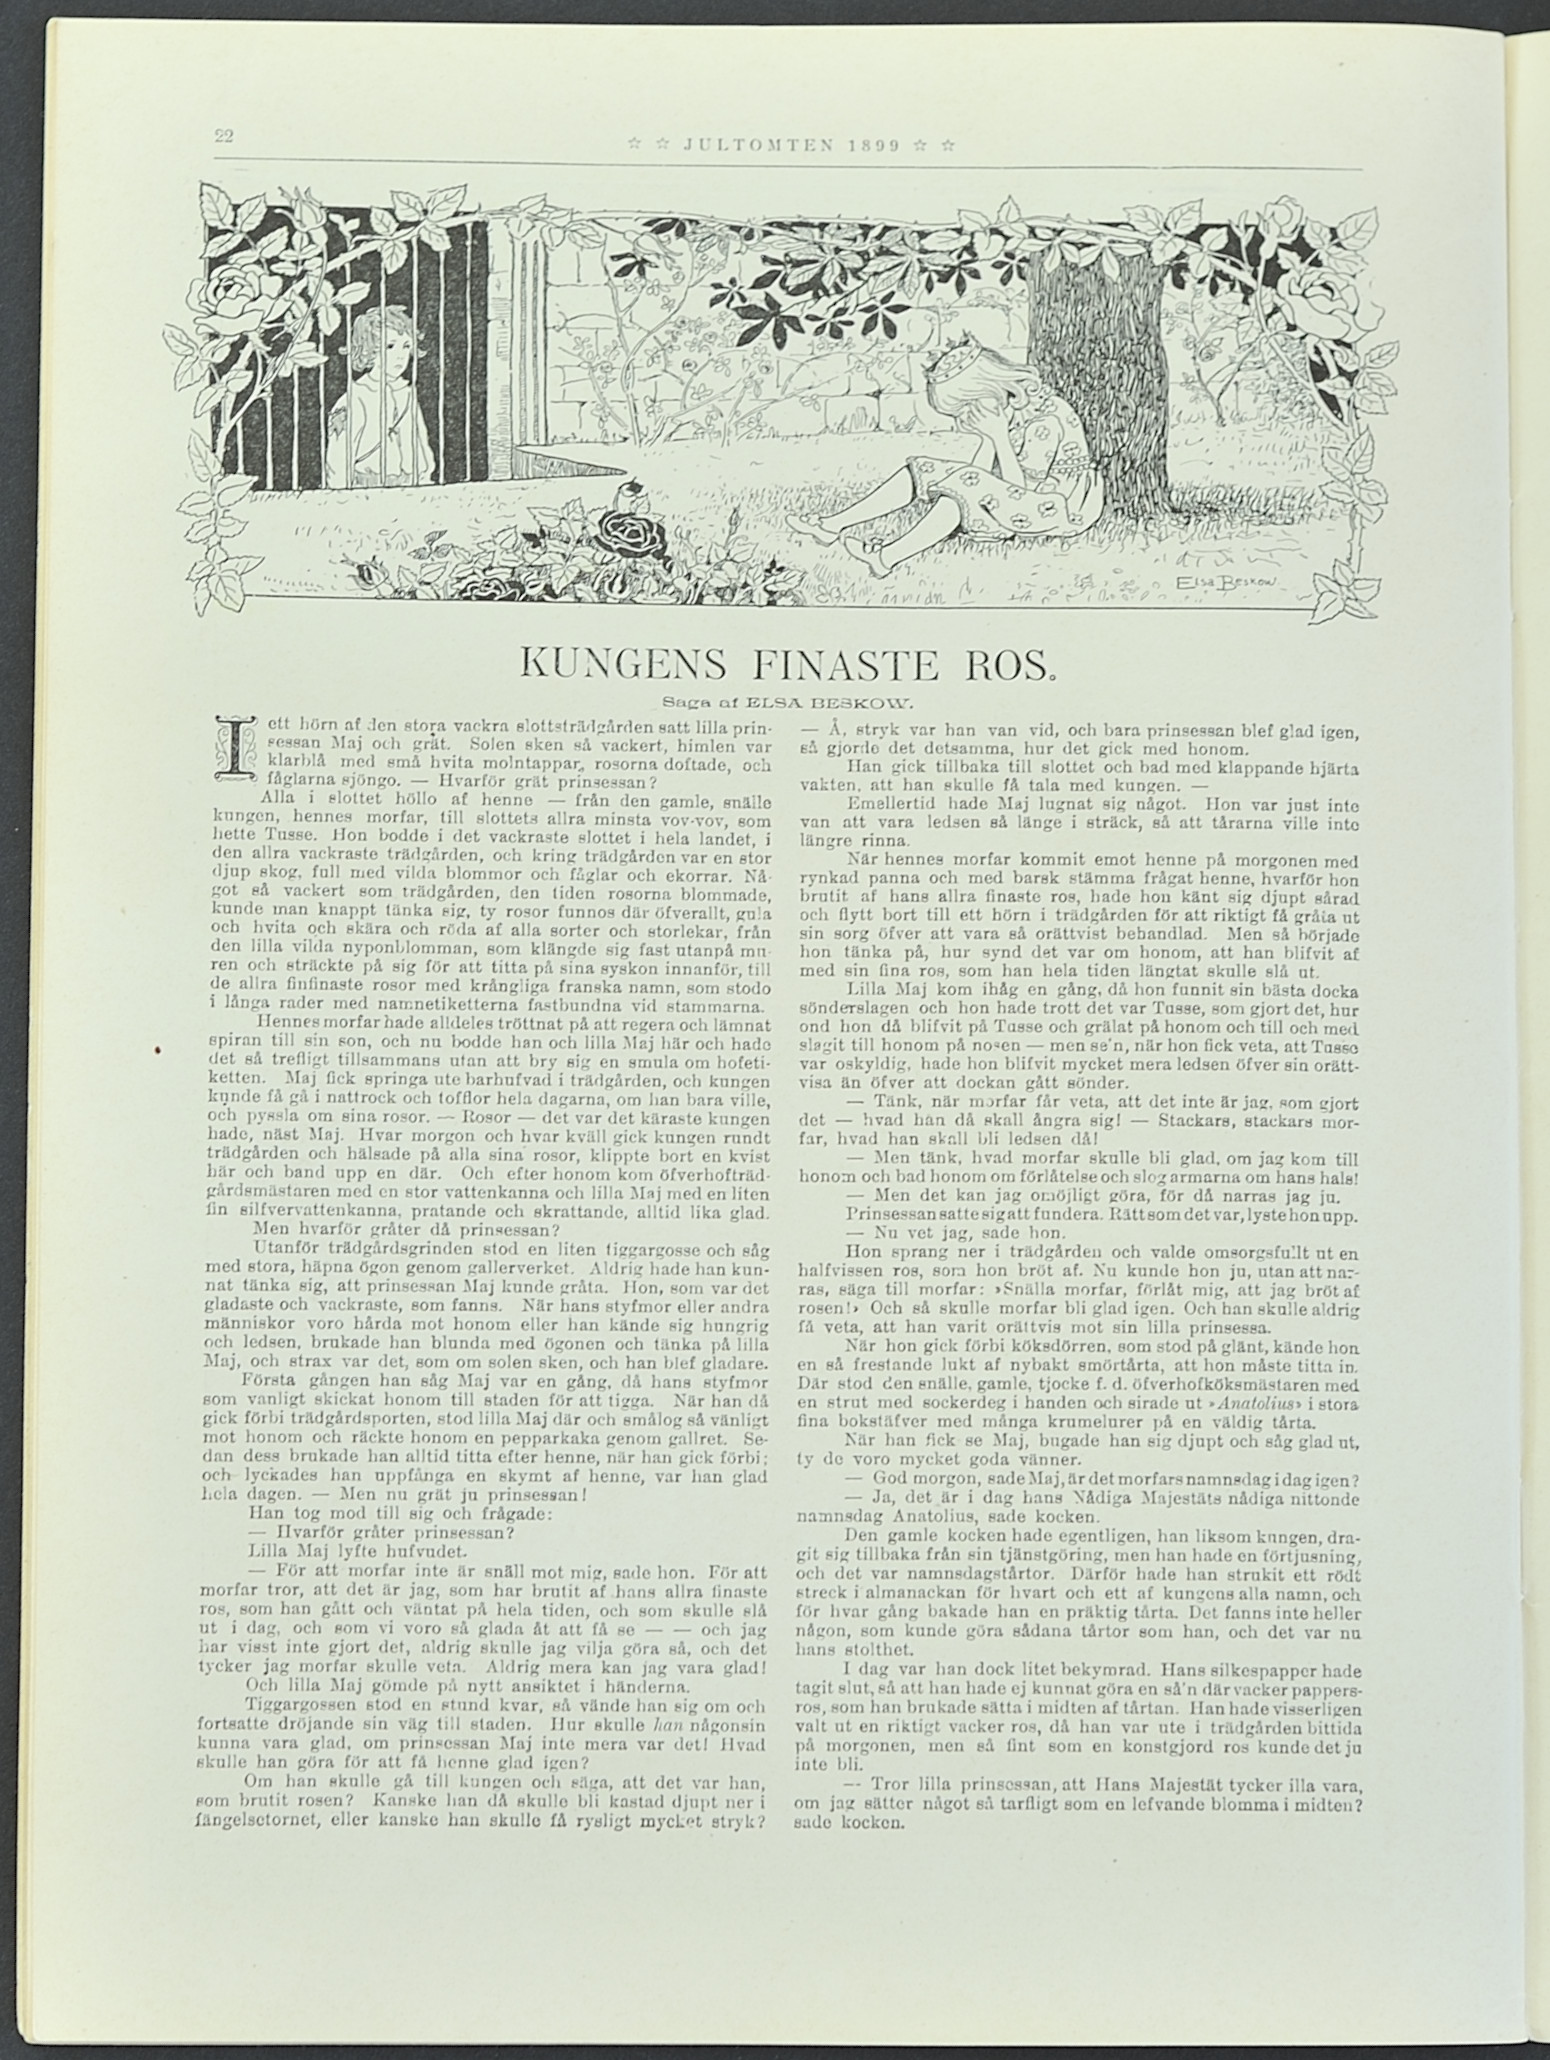 22
☆ ☆ JULTOMTEN 1899 ☆ ☆
Elsa Beskow
KUNGENS FINASTE ROS.
Saga af ELSA BESKOW.
I ett hörn af den stora vackra slottsträdgården satt lilla prin-
sessan Maj och grät. Solen sken så vackert, himlen var
klarblå med små hvita molntappar, rosorna doftade, och
fåglarna sjöngo. — Hvarför grät prinsessan?
Alla i slottet höllo af henne — från den gamle, snälle
kungen, hennes morfar, till slottets allra minsta vov-vov, som
hette Tusse. Hon bodde i det vackraste slottet i hela landet, i
den allra vackraste trädgården, och kring trädgården var en stor
djup skog, full med vilda blommor och fåglar och ekorrar. Nå-
got så vackert som trädgården, den tiden rosorna blommade,
kunde man knappt tänka sig, ty rosor funnos där öfverallt, gula
och hvita och skära och röda af alla sorter och storlekar, från
den lilla vilda nyponblomman, som klängde sig fast utanpå mu-
ren och sträckte på sig för att titta på sina syskon innanför, till
de allra finfinaste rosor med krångliga franska namn, som stodo
i långa rader med namnetiketterna fastbundna vid stammarna.
Hennes morfar hade alldeles tröttnat på att regera och lämnat
spiran till sin son, och nu bodde han och lilla Maj här och hade
det så trefligt tillsammans utan att bry sig en smula om hofeti-
ketten. Maj fick springa ute barhufvad i trädgården, och kungen
kunde få gå i nattrock och tofflor hela dagarna, om han bara ville,
och pyssla om sina rosor. — Rosor — det var det käraste kungen
hade, näst Maj. Hvar morgon och hvar kväll gick kungen rundt
trädgården och hälsade på alla sina rosor, klippte bort en kvist
här och band upp en där. Och efter honom kom öfverhofträd-
gårdsmästaren med en stor vattenkanna och lilla Maj med en liten
fin silfvervattenkanna, pratande och skrattande, alltid lika glad.
Men hvarför gråter då prinsessan?
Utanför trädgårdsgrinden stod en liten tiggargosse och såg
med stora, häpna ögon genom gallerverket. Aldrig hade han kun-
nat tänka sig, att prinsessan Maj kunde gråta. Hon, som var det
gladaste och vackraste, som fanns. När hans styfmor eller andra
människor voro hårda mot honom eller han kände sig hungrig
och ledsen, brukade han blunda med ögonen och tänka på lilla
Maj, och strax var det, som om solen sken, och han blef gladare.
Första gången han såg Maj var en gång, då hans styfmor
som vanligt skickat honom till staden för att tigga. När han då
gick förbi trädgårdsporten, stod lilla Maj där och smålog så vänligt
mot honom och räckte honom en pepparkaka genom gallret. Se-
dan dess brukade han alltid titta efter henne, när han gick förbi;
och lyckades han uppfånga en skymt af henne, var han glad
hela dagen. — Men nu grät ju prinsessan!
Han tog mod till sig och frågade:
— Hvarför gråter prinsessan?
Lilla Maj lyfte hufvudet.
— För att morfar inte är snäll mot mig, sade hon. För att
morfar tror, att det är jag, som har brutit af hans allra finaste
ros, som han gått och väntat på hela tiden, och som skulle slå
ut i dag, och som vi voro så glada åt att få se — — och jag
har visst inte gjort det, aldrig skulle jag vilja göra så, och det
tycker jag morfar skulle veta. Aldrig mera kan jag vara glad!
Och lilla Maj gömde på nytt ansiktet i händerna.
Tiggargossen stod en stund kvar, så vände han sig om och
fortsatte dröjande sin väg till staden. Hur skulle han någonsin
kunna vara glad, om prinsessan Maj inte mera var det! Hvad
skulle han göra för att få henne glad igen?
Om han skulle gå till kungen och säga, att det var han,
som brutit rosen? Kanske han då skulle bli kastad djupt ner i
fängelsetornet, eller kanske han skulle få rysligt mycket stryk?
— Å, stryk var han van vid, och bara prinsessan blef glad igen,
så gjorde det detsamma, hur det gick med honom.
Han gick tillbaka till slottet och bad med klappande hjärta
vakten, att han skulle få tala med kungen. —
Emellertid hade Maj lugnat sig något. Hon var just inte
van att vara ledsen så länge i sträck, så att tårarna ville inte
längre rinna.
När hennes morfar kommit emot henne på morgonen med
rynkad panna och med barsk stämma frågat henne, hvarför hon
brutit af hans allra finaste ros, hade hon känt sig djupt sårad
och flytt bort till ett hörn i trädgården för att riktigt få gråta ut
sin sorg öfver att vara så orättvist behandlad. Men så började
hon tänka på, hur synd det var om honom, att han blifvit af
med sin fina ros, som han hela tiden längtat skulle slå ut.
Lilla Maj kom ihåg en gång, då hon funnit sin bästa docka
sönderslagen och hon hade trott det var Tusse, som gjort det, hur
ond hon då blifvit på Tusse och grälat på honom och till och med
slagit till honom på nosen — men se'n, när hon fick veta, att Tusse
var oskyldig, hade hon blifvit mycket mera ledsen öfver sin orätt-
visa än öfver att dockan gått sönder.
— Tänk, när morfar får veta, att det inte är jag, som gjort
det — hvad han då skall ångra sig! — Stackars, stackars mor-
far, hvad han skall bli ledsen då!
— Men tänk, hvad morfar skulle bli glad, om jag kom till
honom och bad honom om förlåtelse och slog armarna om hans hals!
— Men det kan jag omöjligt göra, för då narras jag ju.
Prinsessan satte sig att fundera. Rätt som det var, lyste hon upp.
— Nu vet jag, sade hon.
Hon sprang ner i trädgården och valde omsorgsfullt ut en
halfvissen ros, som hon bröt af. Nu kunde hon ju, utan att nar-
ras, säga till morfar: »Snälla morfar, förlåt mig, att jag bröt af
rosen!» Och så skulle morfar bli glad igen. Och han skulle aldrig
få veta, att han varit orättvis mot sin lilla prinsessa.
När hon gick förbi köksdörren, som stod på glänt, kände hon
en så frestande lukt af nybakt smörtårta, att hon måste titta in.
Där stod den snälle, gamle, tjocke f. d. öfverhofköksmästaren med
en strut med sockerdeg i handen och sirade ut »Anatolius» i stora
fina bokstäfver med många krumelurer på en väldig tårta.
När han fick se Maj, bugade han sig djupt och såg glad ut,
ty de voro mycket goda vänner.
— God morgon, sade Maj, är det morfars namnsdag i dag igen?
— Ja, det är i dag hans Nådiga Majestäts nådiga nittonde
namnsdag Anatolius, sade kocken.
Den gamle kocken hade egentligen, han liksom kungen, dra-
git sig tillbaka från sin tjänstgöring, men han hade en förtjusning,
och det var namnsdagstårtor. Därför hade han strukit ett rödt
streck i almanackan för hvart och ett af kungens alla namn, och
för hvar gång bakade han en präktig tårta. Det fanns inte heller
någon, som kunde göra sådana tårtor som han, och det var nu
hans stolthet.
I dag var han dock litet bekymrad. Hans silkespapper hade
tagit slut, så att han hade ej kunnat göra en så'n där vacker pappers-
ros, som han brukade sätta i midten af tårtan. Han hade visserligen
valt ut en riktigt vacker ros, då han var ute i trädgården bittida
på morgonen, men så fint som en konstgjord ros kunde det ju
inte bli.
— Tror lilla prinsessan, att Hans Majestät tycker illa vara,
om jag sätter något så tarfligt som en lefvande blomma i midten?
sade kocken.